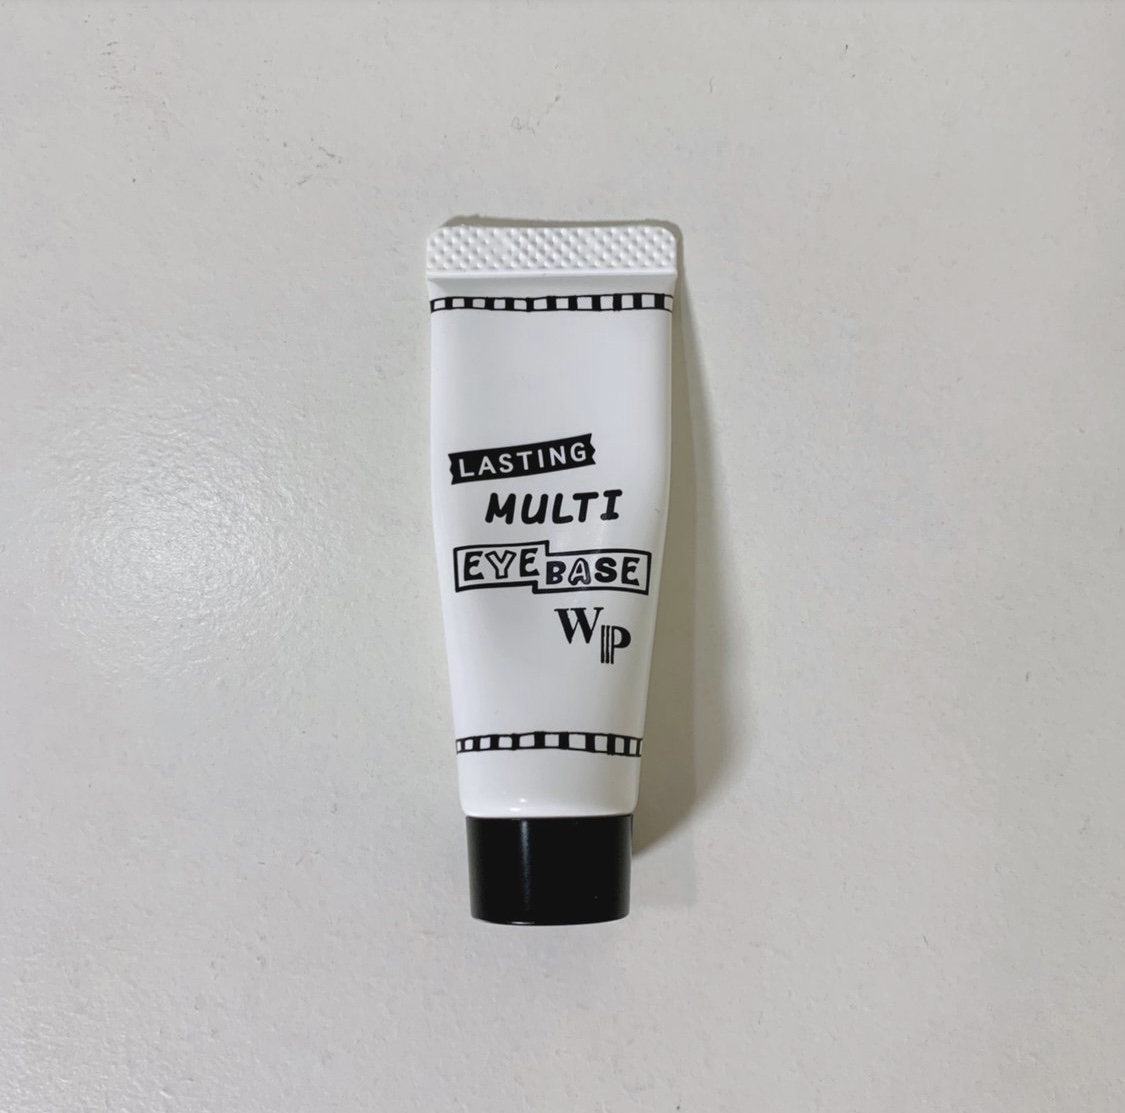 LASTING
MULTI
EYE BASE
WP